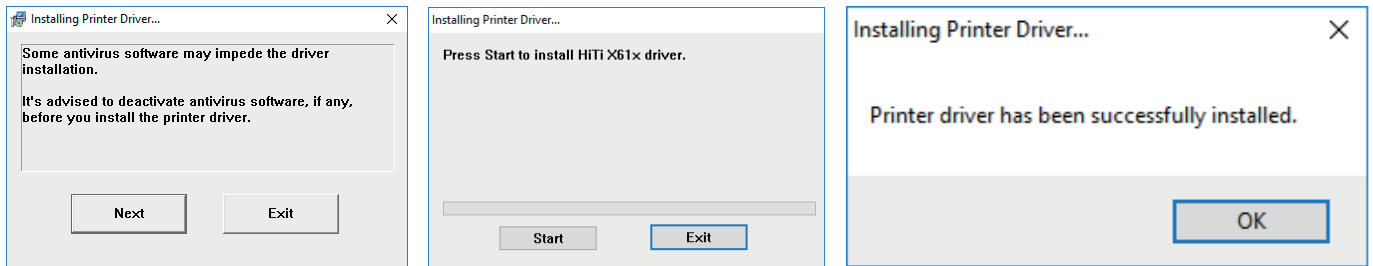 Installing Printer Driver...
Some antivirus software may impede the driver
installation.
It's advised to deactivate antivirus software, if any,
before you install the printer driver.
Next
Exit
Installing Printer Driver...
Press Start to install HiTi X61x driver.
Start
Exit
Installing Printer Driver...
Printer driver has been successfully installed.
OK